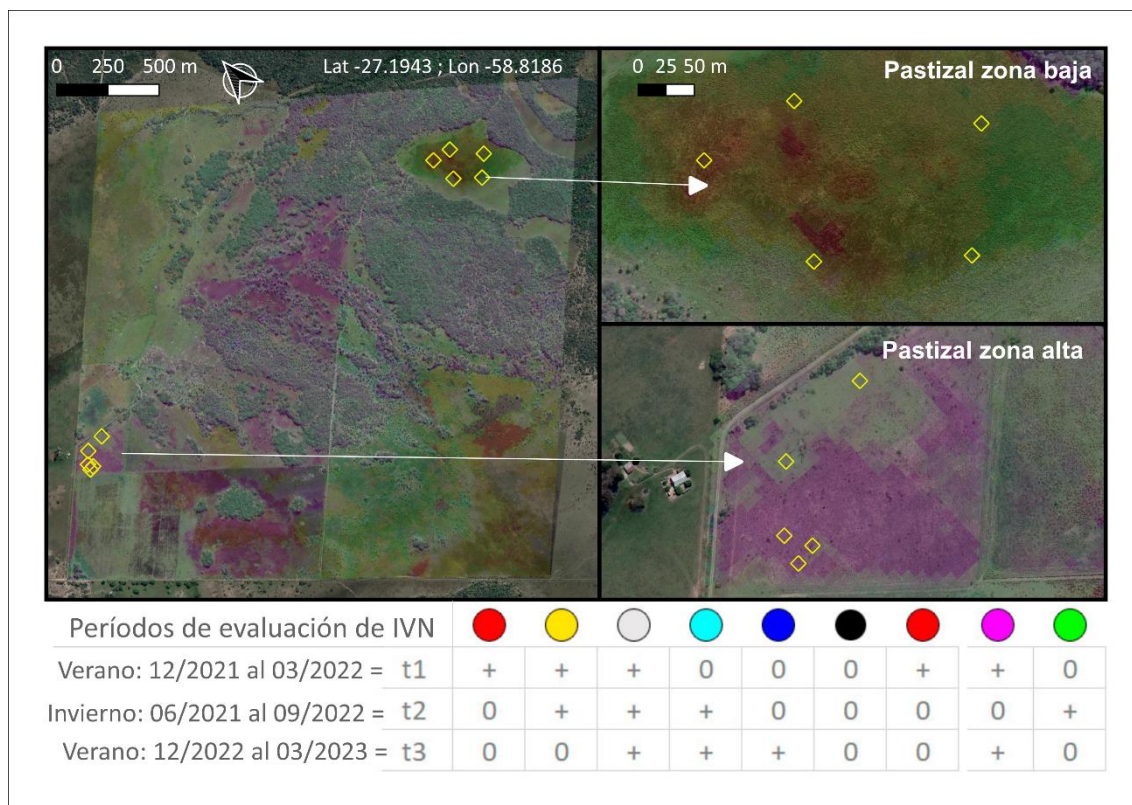 0 250 500 m
Lat -27.1943 ; Lon -58.8186
0 25 50 m
Pastizal zona baja
Pastizal zona alta
Períodos de evaluación de IVN
Verano: 12/2021 al 03/2022 = t1 + + + 0 0 0 + + 0
Invierno: 06/2021 al 09/2022 = t2 0 + + + 0 0 0 0 +
Verano: 12/2022 al 03/2023 = t3 0 0 + + + 0 0 + 0